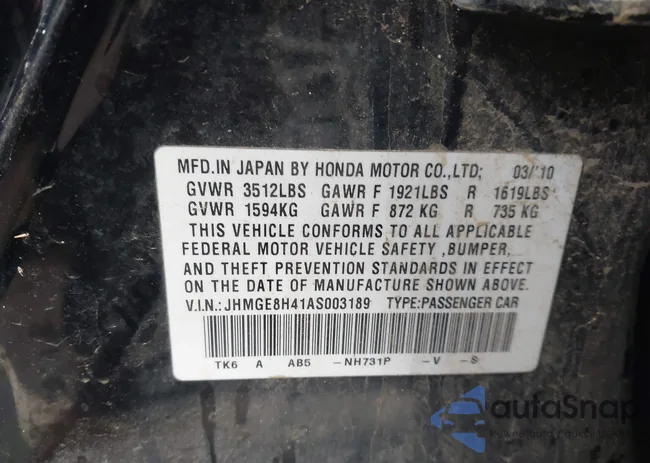 MFD.IN JAPAN BY HONDA MOTOR CO.,LTD; 03/'10
GVWR 3512LBS GAWR F 1921LBS R 1619LBS
GVWR 1594KG GAWR F 872 KG R 735 KG
THIS VEHICLE CONFORMS TO ALL APPLICABLE
FEDERAL MOTOR VEHICLE SAFETY ,BUMPER,
AND THEFT PREVENTION STANDARDS IN EFFECT
ON THE DATE OF MANUFACTURE SHOWN ABOVE.
V.I.N.: JHMGE8H41AS003189 TYPE:PASSENGER CAR
TK6 A AB5 -NH731P -V -S
autoSnap